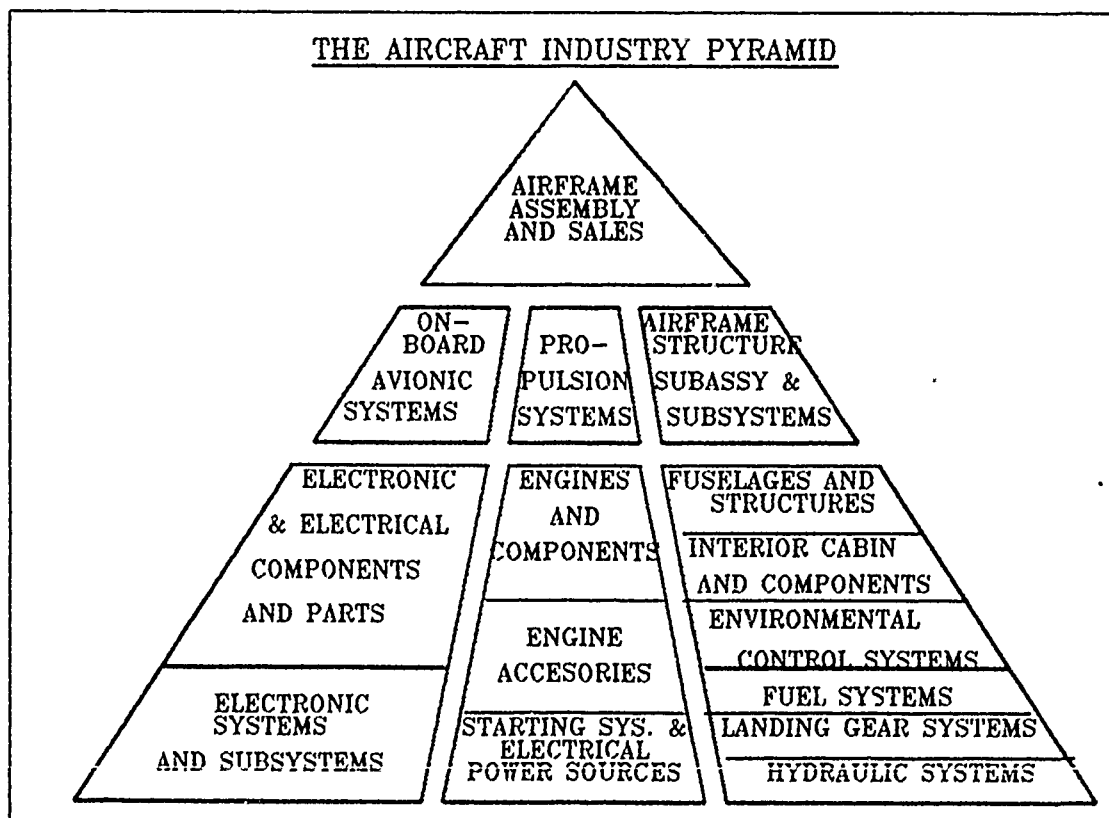 THE AIRCRAFT INDUSTRY PYRAMID
AIRFRAME
ASSEMBLY
AND SALES
ON-
BOARD
AVIONIC
SYSTEMS
PRO-
PULSION
SYSTEMS
AIRFRAME
STRUCTURE
SUBASSY &
SUBSYSTEMS
ELECTRONIC
& ELECTRICAL
COMPONENTS
AND PARTS
ELECTRONIC
SYSTEMS
AND SUBSYSTEMS
ENGINES
AND
COMPONENTS
ENGINE
ACCESORIES
STARTING SYS. &
ELECTRICAL
POWER SOURCES
FUSELAGES AND
STRUCTURES
INTERIOR CABIN
AND COMPONENTS
ENVIRONMENTAL
CONTROL SYSTEMS
FUEL SYSTEMS
LANDING GEAR SYSTEMS
HYDRAULIC SYSTEMS